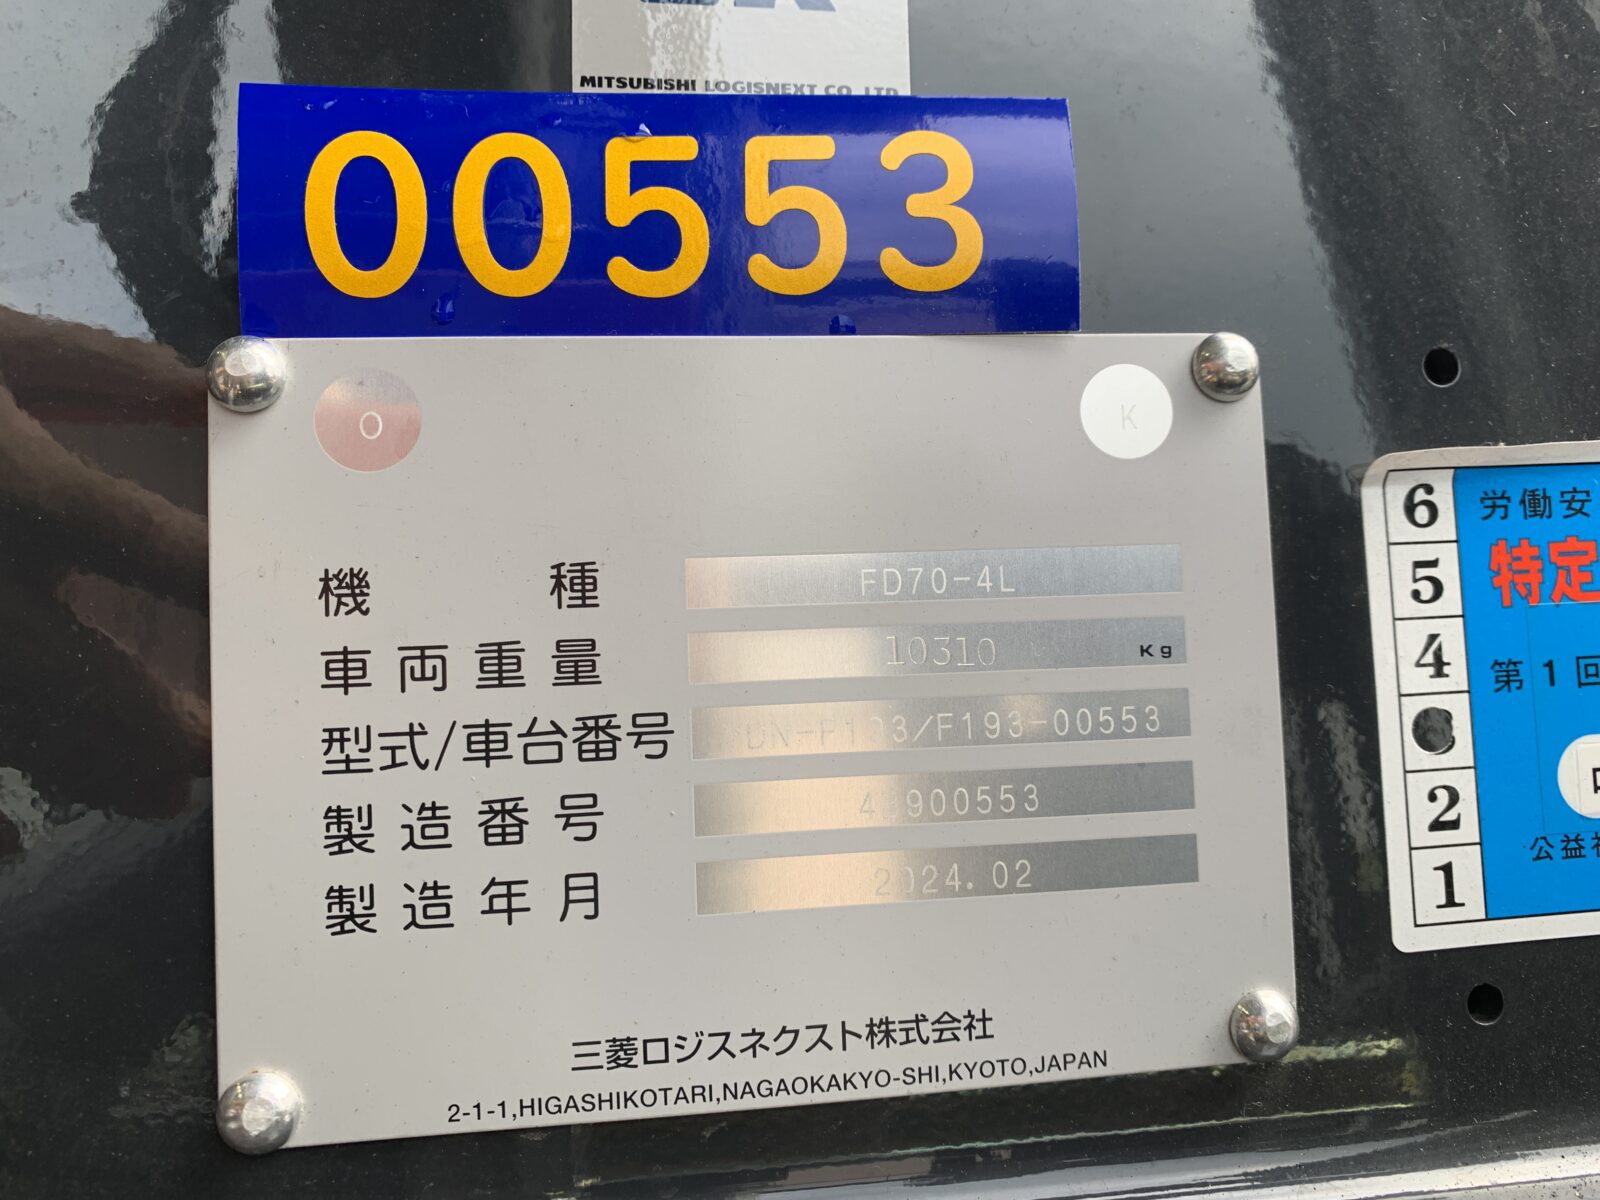 MITSUBISHI LOGISNEXT CO.,LTD.
00553
O K
機種 FD70-4L
車両重量 10310 Kg
型式/車台番号 /F193-00553
製造番号
製造年月 2024.02
三菱ロジスネクスト株式会社
2-1-1,HIGASHIKOTARI,NAGAOKAKYO-SHI,KYOTO,JAPAN
6
5
4
2
1
労働安
特定
第1回
公益社